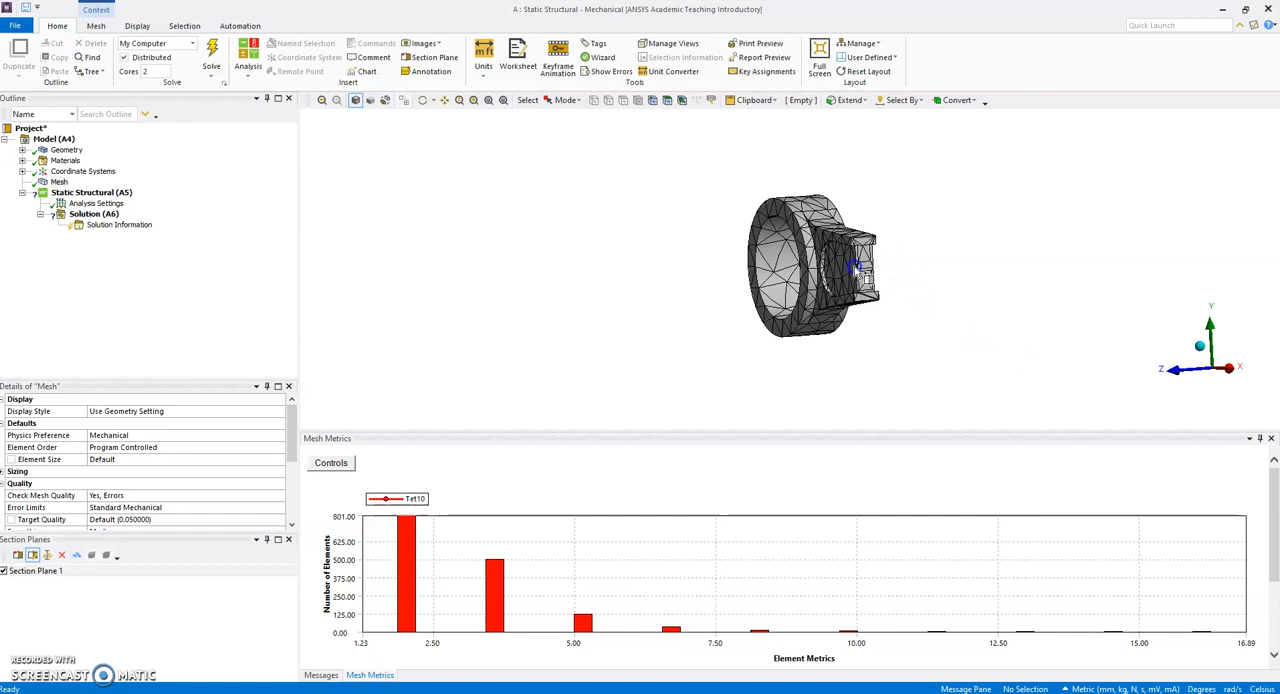 Context
A : Static Structural - Mechanical [ANSYS Academic Teaching Introductory]
File Home Mesh Display Selection Automation
Quick Launch
Duplicate
Cut Delete
Copy Find
Paste Tree
Outline
My Computer
Distributed
Cores 2
Solve
Solve
Analysis
Named Selection Commands Images
Coordinate System Comment Section Plane
Remote Point Chart Annotation
Insert
Units
Worksheet
Keyframe Animation
Tags
Wizard
Show Errors
Manage Views
Selection Information
Unit Converter
Print Preview
Report Preview
Key Assignments
Tools
Full Screen
Manage
User Defined
Reset Layout
Layout
Select Mode Clipboard [ Empty ] Extend Select By Convert
Outline
Name Search Outline
Project*
Model (A4)
Geometry
Materials
Coordinate Systems
Mesh
Static Structural (A5)
Analysis Settings
Solution (A6)
Solution Information
Y
Z X
Details of "Mesh"
Display
Display Style Use Geometry Setting
Defaults
Physics Preference Mechanical
Element Order Program Controlled
Element Size Default
Sizing
Quality
Check Mesh Quality Yes, Errors
Error Limits Standard Mechanical
Target Quality Default (0.050000)
Section Planes
Section Plane 1
Mesh Metrics
Controls
Tet10
Number of Elements
801.00
625.00
500.00
375.00
250.00
125.00
0.00
1.23 2.50 5.00 7.50 10.00 12.50 15.00 16.89
Element Metrics
Messages Mesh Metrics
RECORDED WITH
SCREENCAST MATIC
Ready Message Pane No Selection Metric (mm, kg, N, s, mV, mA) Degrees rad/s Celsius